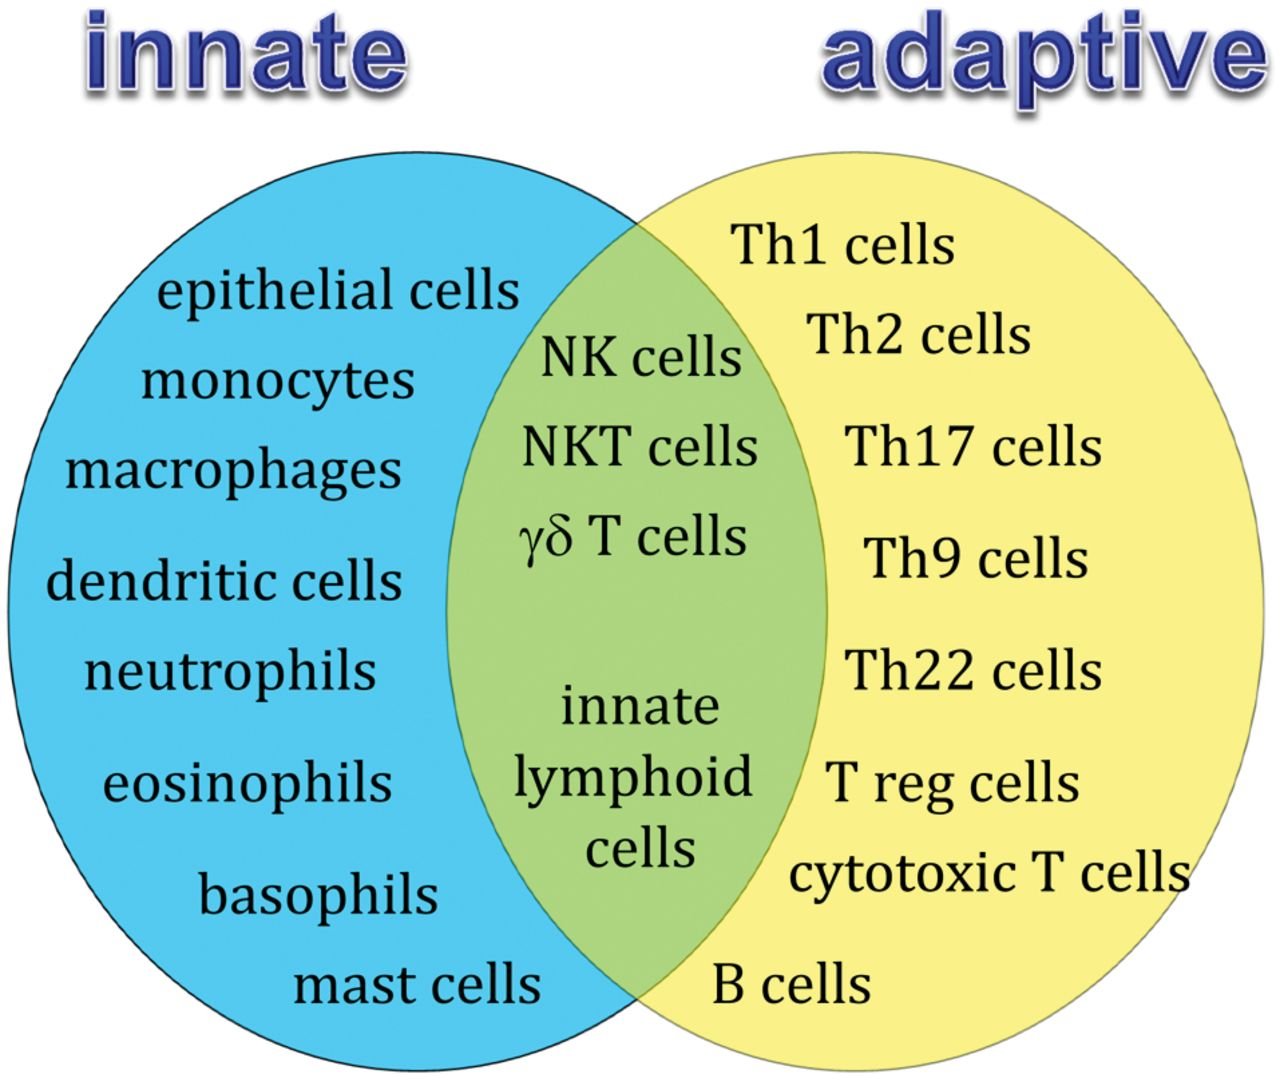 innate
adaptive
epithelial cells
monocytes
macrophages
dendritic cells
neutrophils
eosinophils
basophils
mast cells
NK cells
NKT cells
γδ T cells
innate
lymphoid
cells
Th1 cells
Th2 cells
Th17 cells
Th9 cells
Th22 cells
T reg cells
cytotoxic T cells
B cells